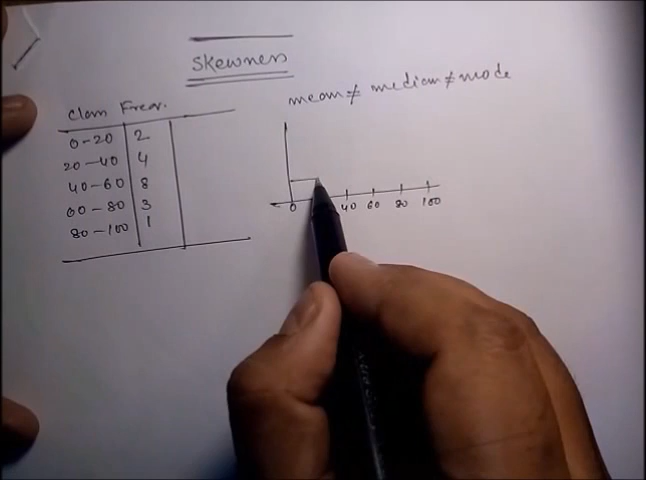 Skewness
mean ≠ median ≠ mode
Class Freq.
0-20 2
20-40 4
40-60 8
60-80 3
80-100 1
0 40 60 80 100